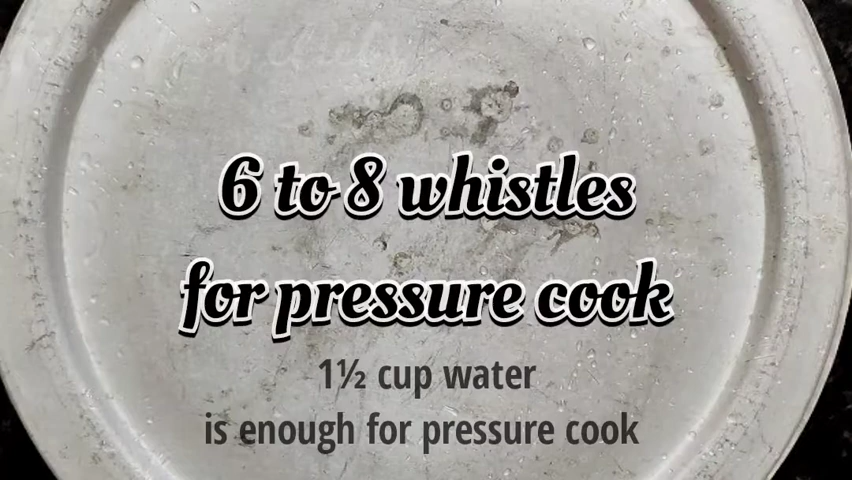 6 to 8 whistles
for pressure cook
1½ cup water
is enough for pressure cook